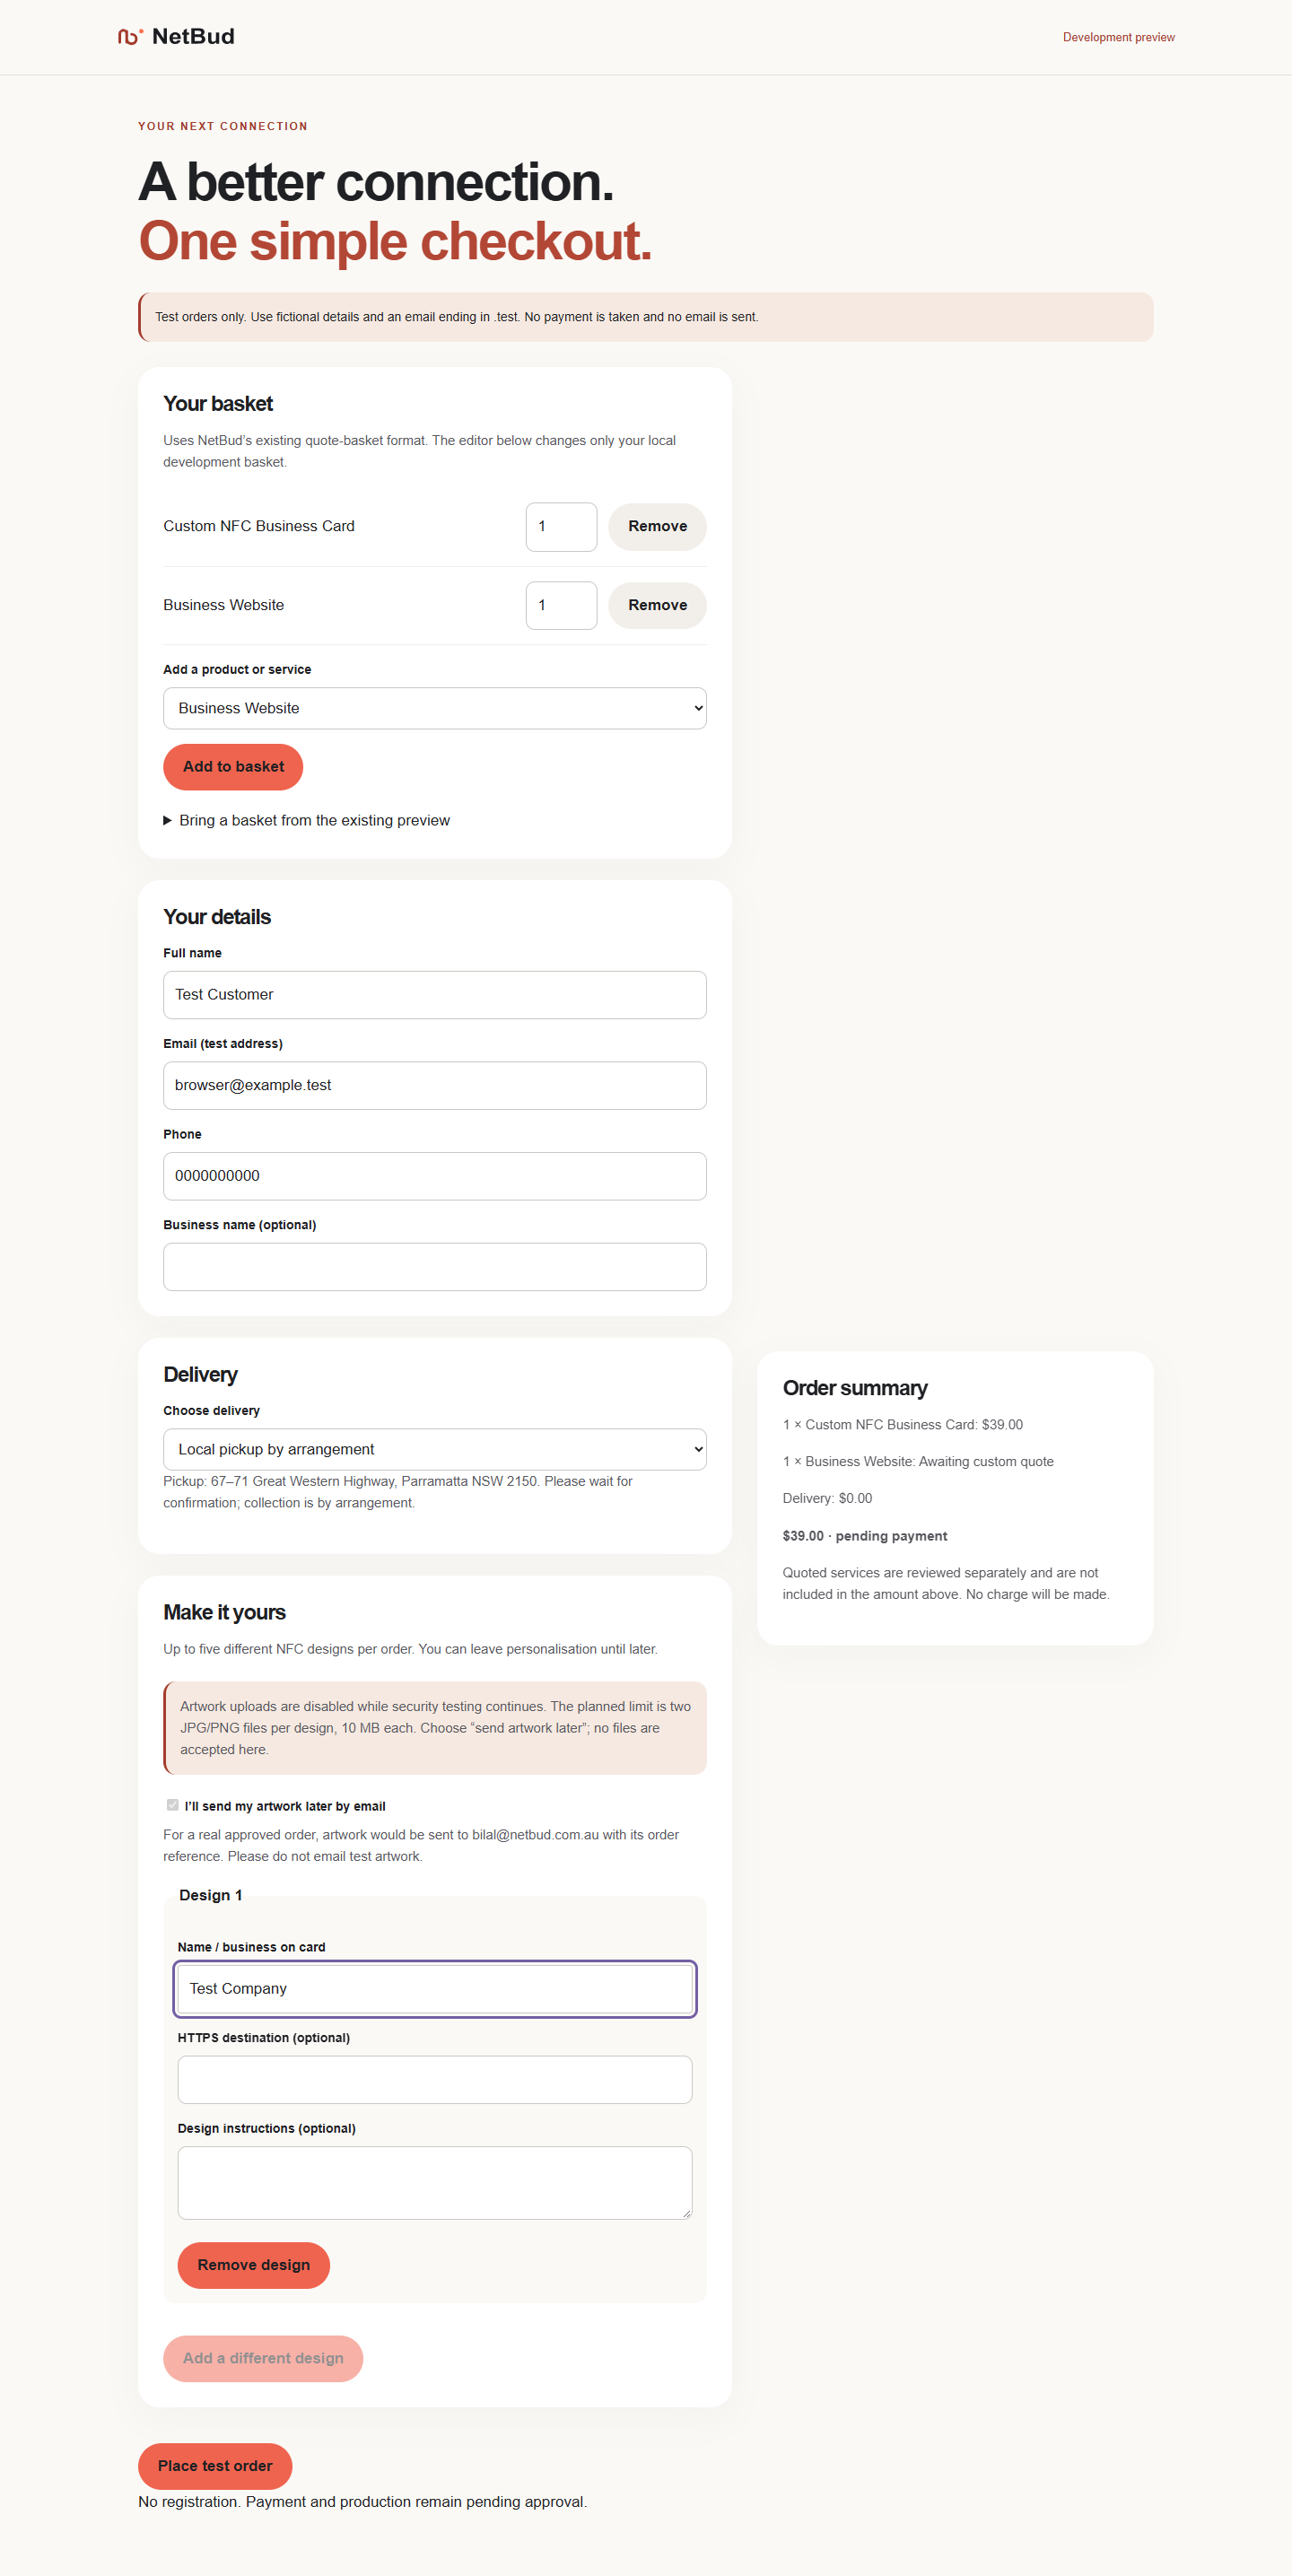 NetBud
Development preview
YOUR NEXT CONNECTION
A better connection.
One simple checkout.
Test orders only. Use fictional details and an email ending in .test. No payment is taken and no email is sent.
Your basket
Uses NetBud’s existing quote-basket format. The editor below changes only your local
development basket.
Custom NFC Business Card
1
Remove
Business Website
1
Remove
Add a product or service
Business Website
Add to basket
Bring a basket from the existing preview
Your details
Full name
Test Customer
Email (test address)
browser@example.test
Phone
0000000000
Business name (optional)
Delivery
Choose delivery
Local pickup by arrangement
Pickup: 67–71 Great Western Highway, Parramatta NSW 2150. Please wait for
confirmation; collection is by arrangement.
Order summary
1 × Custom NFC Business Card: $39.00
1 × Business Website: Awaiting custom quote
Delivery: $0.00
$39.00 · pending payment
Quoted services are reviewed separately and are not
included in the amount above. No charge will be made.
Make it yours
Up to five different NFC designs per order. You can leave personalisation until later.
Artwork uploads are disabled while security testing continues. The planned limit is two
JPG/PNG files per design, 10 MB each. Choose “send artwork later”; no files are
accepted here.
I’ll send my artwork later by email
For a real approved order, artwork would be sent to bilal@netbud.com.au with its order
reference. Please do not email test artwork.
Design 1
Name / business on card
Test Company
HTTPS destination (optional)
Design instructions (optional)
Remove design
Add a different design
Place test order
No registration. Payment and production remain pending approval.